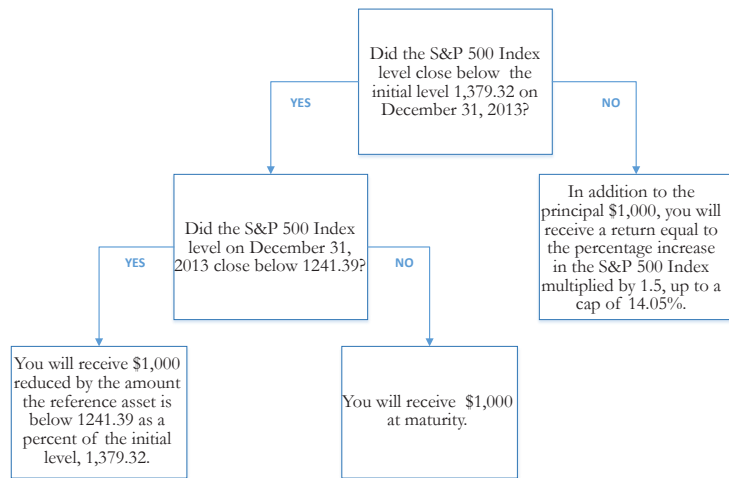 Did the S&P 500 Index
level close below the
initial level 1,379.32 on
December 31, 2013?
YES
NO
Did the S&P 500 Index
level on December 31,
2013 close below 1241.39?
In addition to the
principal $1,000, you will
receive a return equal to
the percentage increase
in the S&P 500 Index
multiplied by 1.5, up to a
cap of 14.05%.
YES
NO
You will receive $1,000
reduced by the amount
the reference asset is
below 1241.39 as a
percent of the initial
level, 1,379.32.
You will receive $1,000
at maturity.